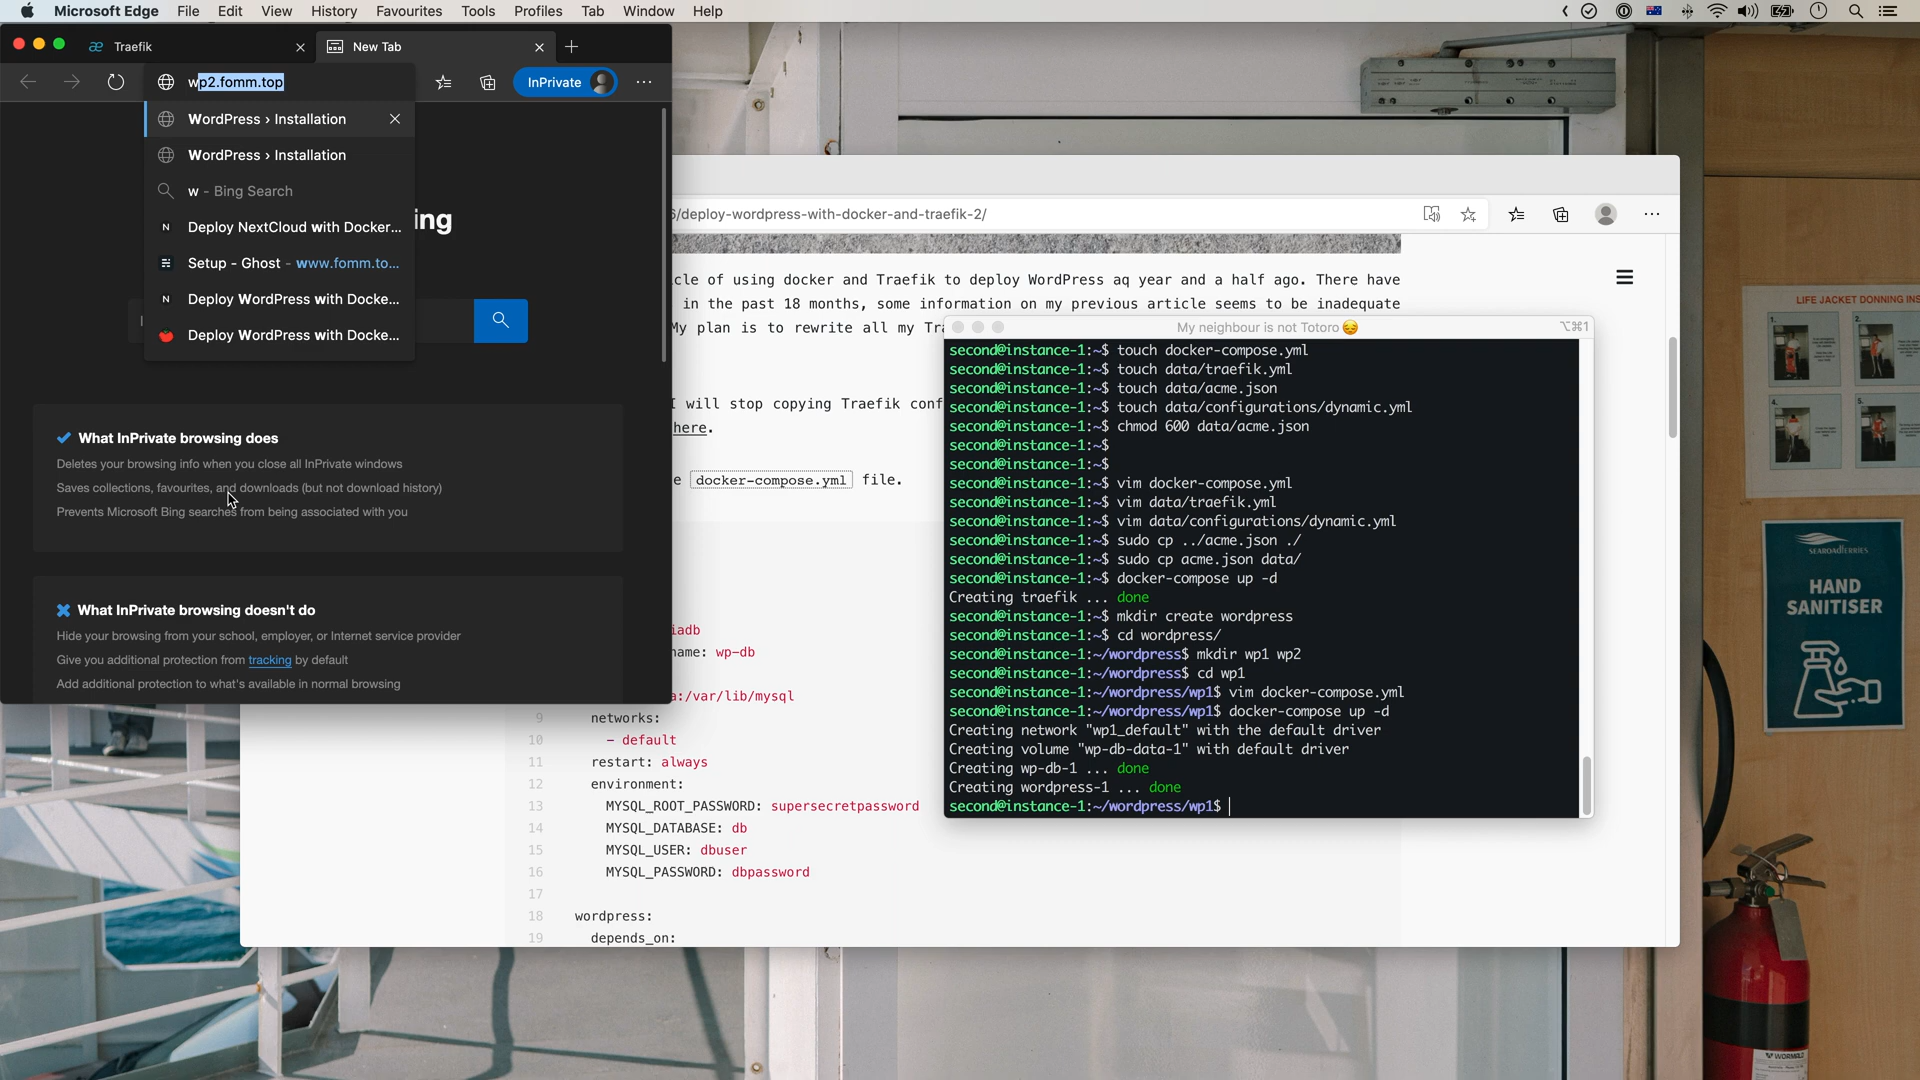 Microsoft Edge File Edit View History Favourites Tools Profiles Tab Window Help
Traefik
New Tab
wp2.fomm.top
InPrivate
WordPress › Installation
WordPress › Installation
w - Bing Search
Deploy NextCloud with Docker...
Setup - Ghost - www.fomm.to...
Deploy WordPress with Docke...
Deploy WordPress with Docke...
ing
What InPrivate browsing does
Deletes your browsing info when you close all InPrivate windows
Saves collections, favourites, and downloads (but not download history)
Prevents Microsoft Bing searches from being associated with you
What InPrivate browsing doesn't do
Hide your browsing from your school, employer, or Internet service provider
Give you additional protection from tracking by default
Add additional protection to what's available in normal browsing
/deploy-wordpress-with-docker-and-traefik-2/
cle of using docker and Traefik to deploy WordPress aq year and a half ago. There have
in the past 18 months, some information on my previous article seems to be inadequate
My plan is to rewrite all my Tra
I will stop copying Traefik conf
here.
e docker-compose.yml file.
iadb
name: wp-db
a:/var/lib/mysql
9 networks:
10 - default
11 restart: always
12 environment:
13 MYSQL_ROOT_PASSWORD: supersecretpassword
14 MYSQL_DATABASE: db
15 MYSQL_USER: dbuser
16 MYSQL_PASSWORD: dbpassword
17
18 wordpress:
19 depends_on:
My neighbour is not Totoro😔
⌥⌘1
second@instance-1:~$ touch docker-compose.yml
second@instance-1:~$ touch data/traefik.yml
second@instance-1:~$ touch data/acme.json
second@instance-1:~$ touch data/configurations/dynamic.yml
second@instance-1:~$ chmod 600 data/acme.json
second@instance-1:~$
second@instance-1:~$
second@instance-1:~$ vim docker-compose.yml
second@instance-1:~$ vim data/traefik.yml
second@instance-1:~$ vim data/configurations/dynamic.yml
second@instance-1:~$ sudo cp ../acme.json ./
second@instance-1:~$ sudo cp acme.json data/
second@instance-1:~$ docker-compose up -d
Creating traefik ... done
second@instance-1:~$ mkdir create wordpress
second@instance-1:~$ cd wordpress/
second@instance-1:~/wordpress$ mkdir wp1 wp2
second@instance-1:~/wordpress$ cd wp1
second@instance-1:~/wordpress/wp1$ vim docker-compose.yml
second@instance-1:~/wordpress/wp1$ docker-compose up -d
Creating network "wp1_default" with the default driver
Creating volume "wp-db-data-1" with default driver
Creating wp-db-1 ... done
Creating wordpress-1 ... done
second@instance-1:~/wordpress/wp1$
LIFE JACKET DONNING INS
1.
2.
4.
5.
SEAROAD FERRIES
HAND
SANITISER
WORMALD